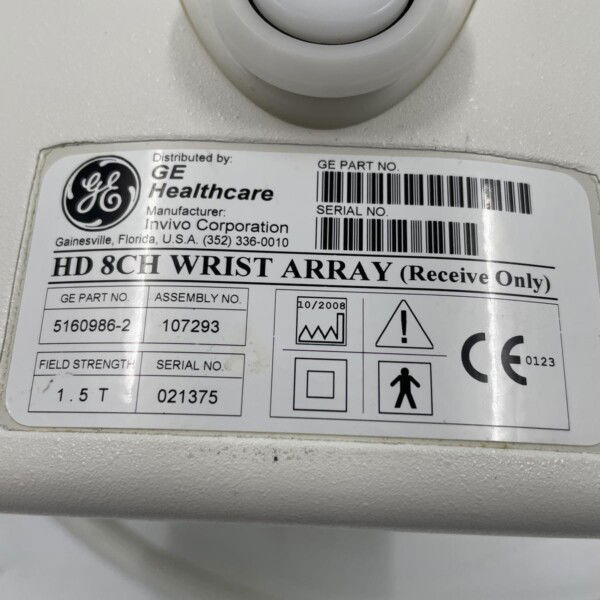 GE
Distributed by:
GE
Healthcare
Manufacturer:
Invivo Corporation
Gainesville, Florida, U.S.A. (352) 336-0010
GE PART NO.
SERIAL NO.
HD 8CH WRIST ARRAY (Receive Only)
GE PART NO. ASSEMBLY NO.
5160986-2 107293
FIELD STRENGTH SERIAL NO.
1.5 T 021375
10/2008
CE 0123